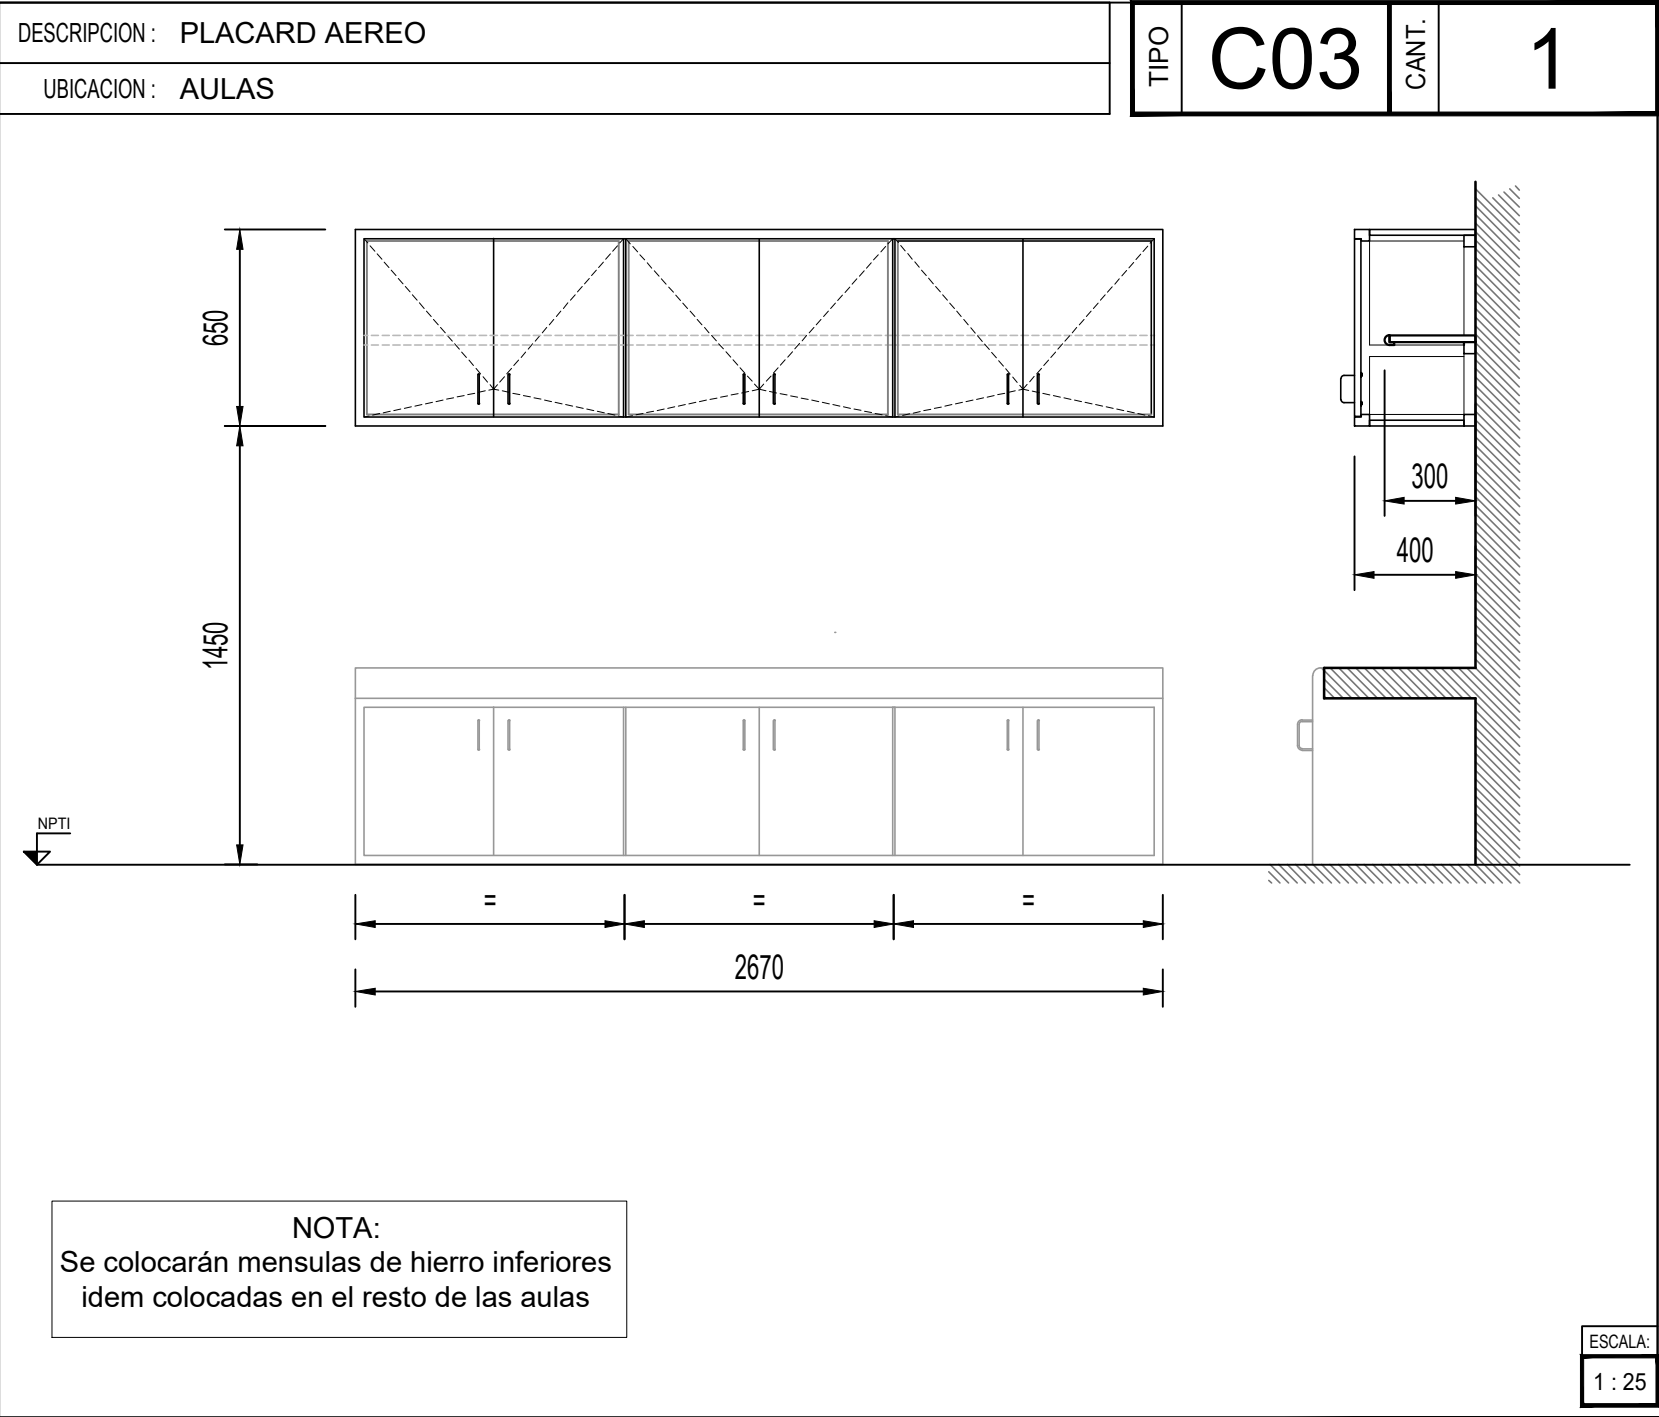 DESCRIPCION : PLACARD AEREO
UBICACION : AULAS
TIPO
C03
CANT.
1
650
1450
300
400
NPTI
= = =
2670
NOTA:
Se colocarán mensulas de hierro inferiores
idem colocadas en el resto de las aulas
ESCALA:
1 : 25